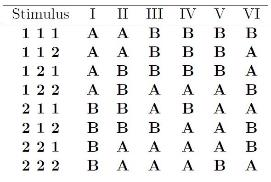 Stimulus I II III IV V VI
1 1 1 A A B B B B
1 1 2 A A B B B A
1 2 1 A B B B B A
1 2 2 A B A A A B
2 1 1 B B A B A A
2 1 2 B B B A A B
2 2 1 B A A A A B
2 2 2 B A A A B A